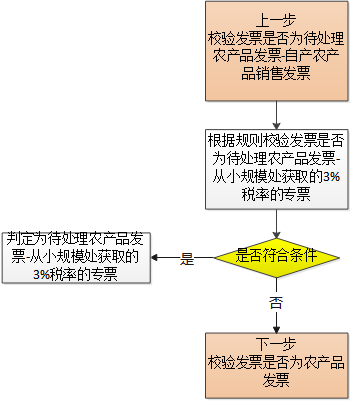 上一步
校验发票是否为待处理
农产品发票-自产农产
品销售发票
根据规则校验发票是否
为待处理农产品发票-
从小规模处获取的3%
税率的专票
是否符合条件
是
判定为待处理农产品发
票-从小规模处获取的
3%税率的专票
否
下一步
校验发票是否为农产品
发票